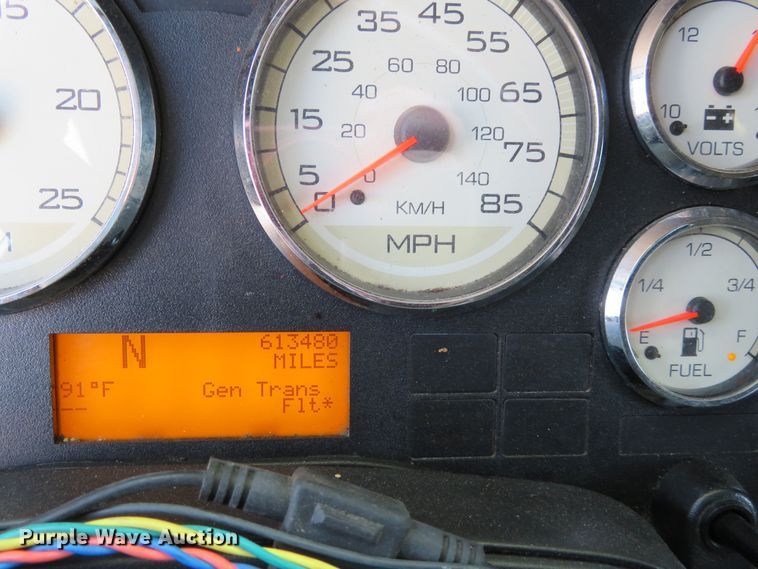 15
20
25
M
5
15
25
35
45
55
65
75
85
0
0
20
40
60
80
100
120
140
KM/H
MPH
10
12
VOLTS
E
1/4
1/2
3/4
F
FUEL
N
613480
MILES
91°F
Gen Trans
--
Flt*
Purple Wave Auction